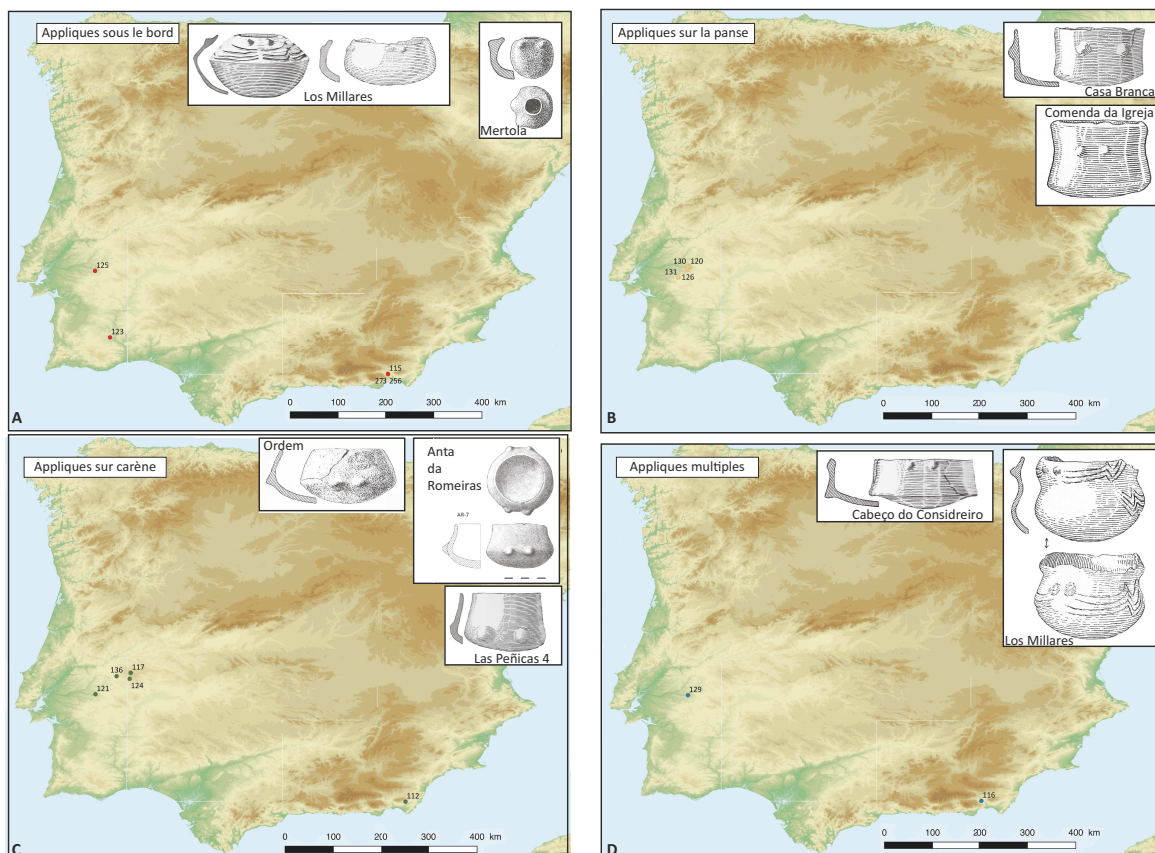 Appliques sous le bord
Los Millares
Mertola
125
123
115
273 256
0 100 200 300 400 km
A
Appliques sur la panse
Casa Branca
Comenda da Igreja
130 120
131 126
0 100 200 300 400 km
B
Appliques sur carène
Ordem
Anta
da
Romeiras
AR-7
Las Peñicas 4
136 117
124
121
112
0 100 200 300 400 km
C
Appliques multiples
Cabeço do Considreiro
Los Millares
129
116
0 100 200 300 400 km
D